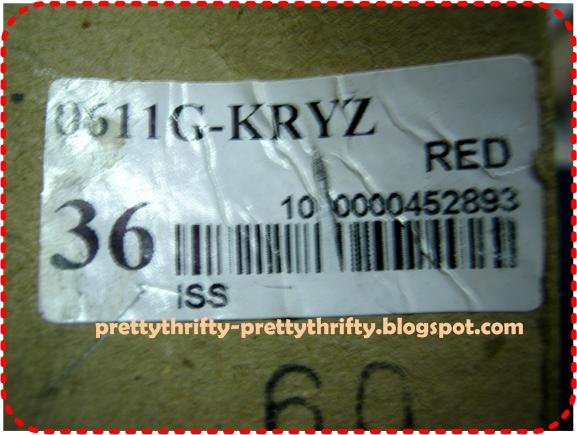 0611G-KRYZ
RED
36
10 0000452893
ISS
prettythrifty-prettythrifty.blogspot.com
60